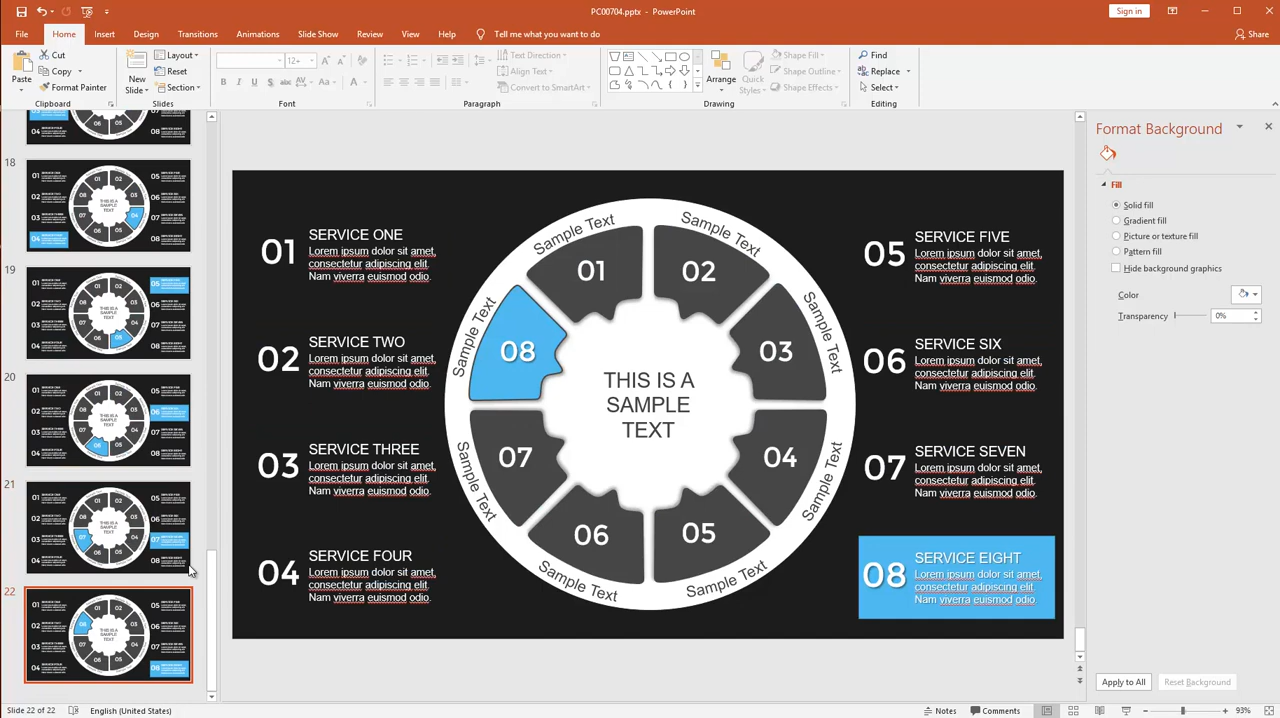 PC00704.pptx - PowerPoint
Sign in
File Home Insert Design Transitions Animations Slide Show Review View Help Tell me what you want to do Share
Paste
Cut
Copy
Format Painter
Clipboard
New
Slide
Layout
Reset
Section
Slides
12+
B I U S abc AV Aa A
Font
Text Direction
Align Text
Convert to SmartArt
Paragraph
Arrange
Quick
Styles
Shape Fill
Shape Outline
Shape Effects
Drawing
Find
Replace
Select
Editing
18
19
20
21
22
01
SERVICE ONE
Lorem ipsum dolor sit amet,
consectetur adipiscing elit.
Nam viverra euismod odio.
02
SERVICE TWO
Lorem ipsum dolor sit amet,
consectetur adipiscing elit.
Nam viverra euismod odio.
03
SERVICE THREE
Lorem ipsum dolor sit amet,
consectetur adipiscing elit.
Nam viverra euismod odio.
04
SERVICE FOUR
Lorem ipsum dolor sit amet,
consectetur adipiscing elit.
Nam viverra euismod odio.
Sample Text
Sample Text
Sample Text
Sample Text
Sample Text
Sample Text
Sample Text
Sample Text
01
02
03
04
05
06
07
08
THIS IS A
SAMPLE
TEXT
05
SERVICE FIVE
Lorem ipsum dolor sit amet,
consectetur adipiscing elit.
Nam viverra euismod odio.
06
SERVICE SIX
Lorem ipsum dolor sit amet,
consectetur adipiscing elit.
Nam viverra euismod odio.
07
SERVICE SEVEN
Lorem ipsum dolor sit amet,
consectetur adipiscing elit.
Nam viverra euismod odio.
08
SERVICE EIGHT
Lorem ipsum dolor sit amet,
consectetur adipiscing elit.
Nam viverra euismod odio.
Format Background
Fill
Solid fill
Gradient fill
Picture or texture fill
Pattern fill
Hide background graphics
Color
Transparency 0%
Apply to All Reset Background
Slide 22 of 22 English (United States) Notes Comments 93%